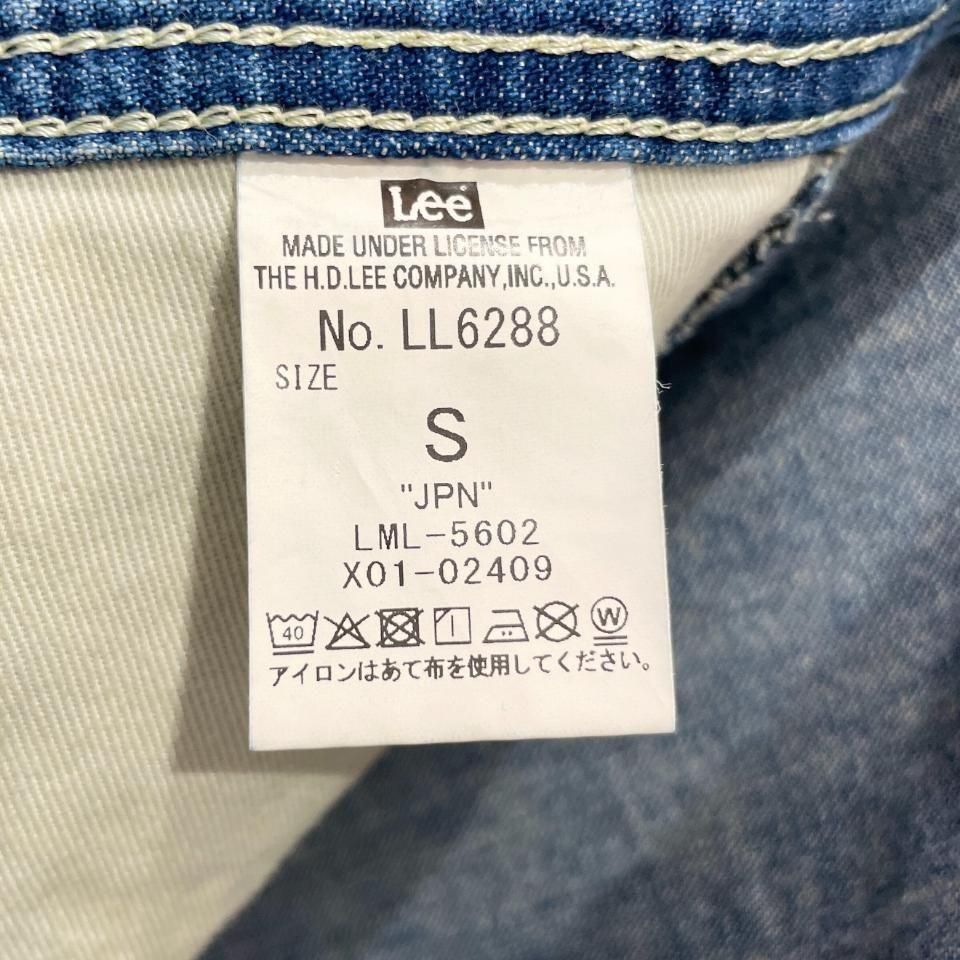 Lee
MADE UNDER LICENSE FROM
THE H.D.LEE COMPANY,INC.,U.S.A.
No. LL6288
SIZE
S
"JPN"
LML-5602
X01-02409
40 W
アイロンはあて布を使用してください。